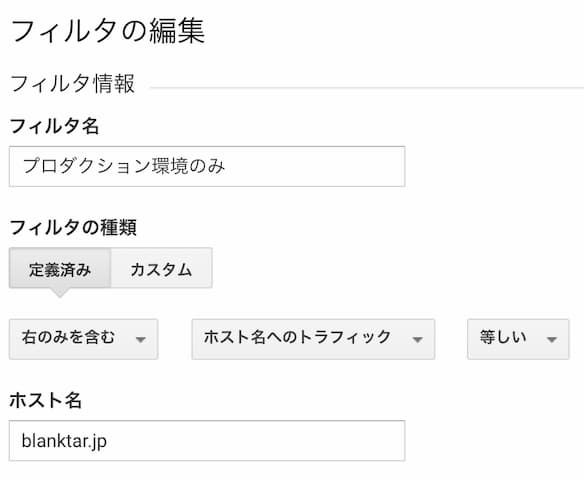 フィルタの編集
フィルタ情報
フィルタ名
プロダクション環境のみ
フィルタの種類
定義済み カスタム
右のみを含む ホスト名へのトラフィック 等しい
ホスト名
blanktar.jp